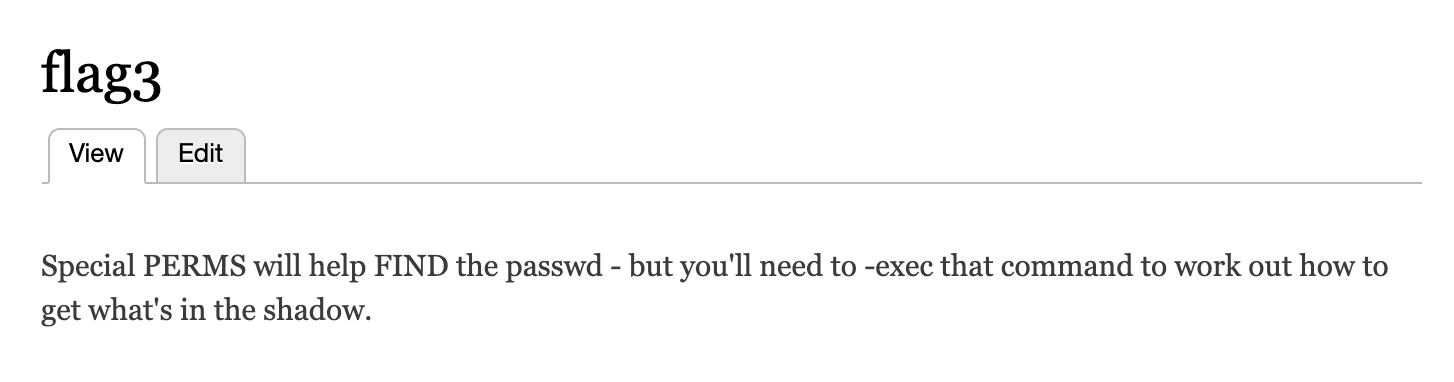 flag3
View Edit
Special PERMS will help FIND the passwd - but you'll need to -exec that command to work out how to
get what's in the shadow.